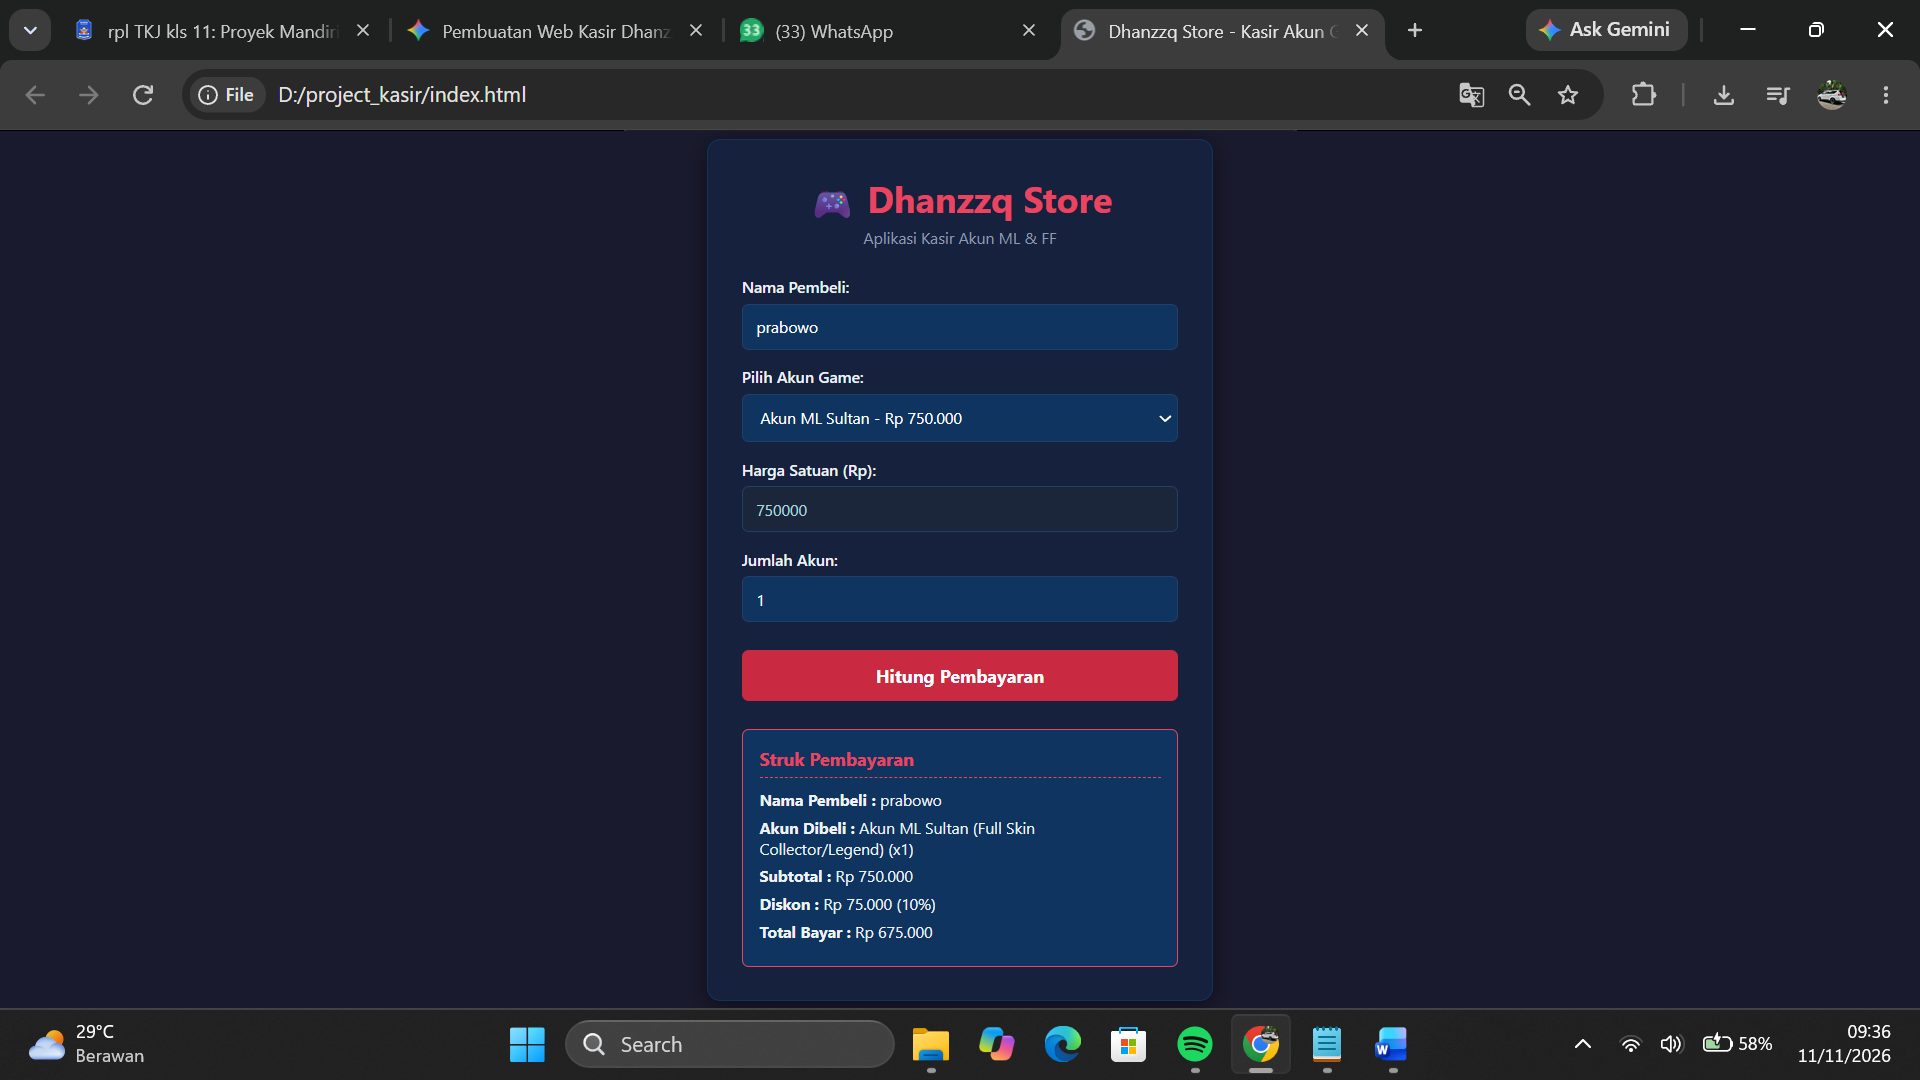 rpl TKJ kls 11: Proyek Mandiri
Pembuatan Web Kasir Dhanz
33
(33) WhatsApp
Dhanzzq Store - Kasir Akun G
Ask Gemini
File
D:/project_kasir/index.html
Dhanzzq Store
Aplikasi Kasir Akun ML & FF
Nama Pembeli:
prabowo
Pilih Akun Game:
Akun ML Sultan - Rp 750.000
Harga Satuan (Rp):
750000
Jumlah Akun:
1
Hitung Pembayaran
Struk Pembayaran
Nama Pembeli : prabowo
Akun Dibeli : Akun ML Sultan (Full Skin
Collector/Legend) (x1)
Subtotal : Rp 750.000
Diskon : Rp 75.000 (10%)
Total Bayar : Rp 675.000
29°C
Berawan
Search
W
58%
09:36
11/11/2026